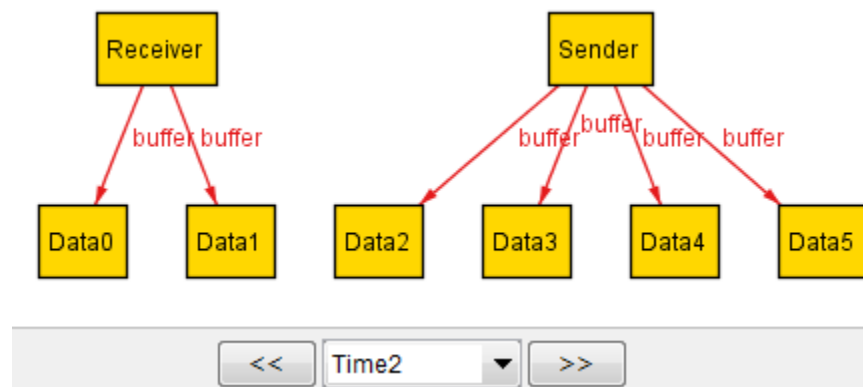 Receiver
Sender
buffer buffer
buffer buffer buffer buffer
Data0 Data1 Data2 Data3 Data4 Data5
<< Time2 >>